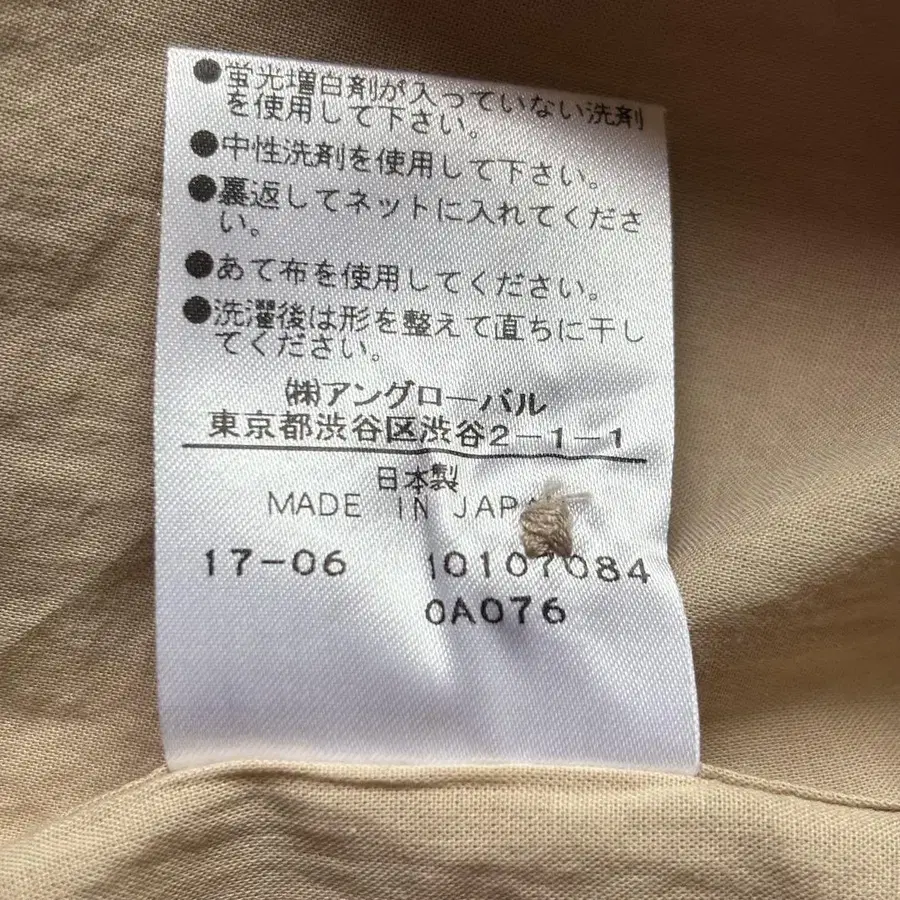 ●蛍光増白剤が入っていない洗剤
を使用して下さい。
●中性洗剤を使用して下さい。
●裏返してネットに入れてくださ
い。
●あて布を使用してください。
●洗濯後は形を整えて直ちに干し
てください。
㈱アングローバル
東京都渋谷区渋谷2-1-1
日本製
MADE IN JAPA
17-06 10107084
0A076